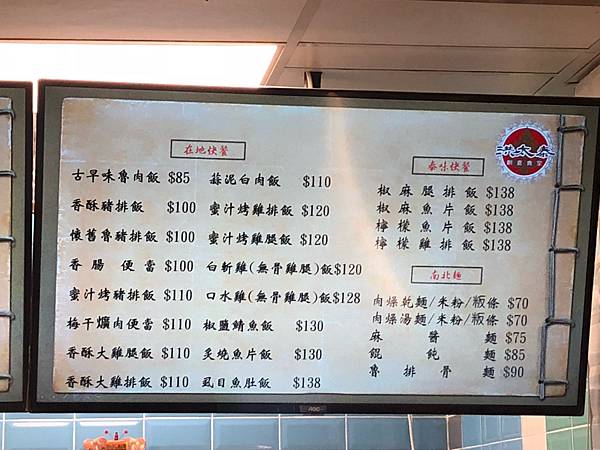 在地快餐
古早味魯肉飯 $85
香酥豬排飯 $100
懷舊魯豬排飯 $100
香腸便當 $100
蜜汁烤豬排飯 $110
梅干爌肉便當 $110
香酥大雞腿飯 $110
香酥大雞排飯 $110
蒜泥白肉飯 $110
蜜汁烤雞排飯 $120
蜜汁烤雞腿飯 $120
白斬雞(無骨雞腿)飯$120
口水雞(無骨雞腿)飯$128
椒鹽鯖魚飯 $130
炙燒魚片飯 $130
虱目魚肚飯 $138
泰味快餐
椒麻腿排飯 $138
椒麻魚片飯 $138
檸檬魚片飯 $138
檸檬雞排飯 $138
南北麵
肉燥乾麵/米粉/粄條 $70
肉燥湯麵/米粉/粄條 $70
麻醬麵 $75
餛飩麵 $85
魯排骨麵 $90
AOC